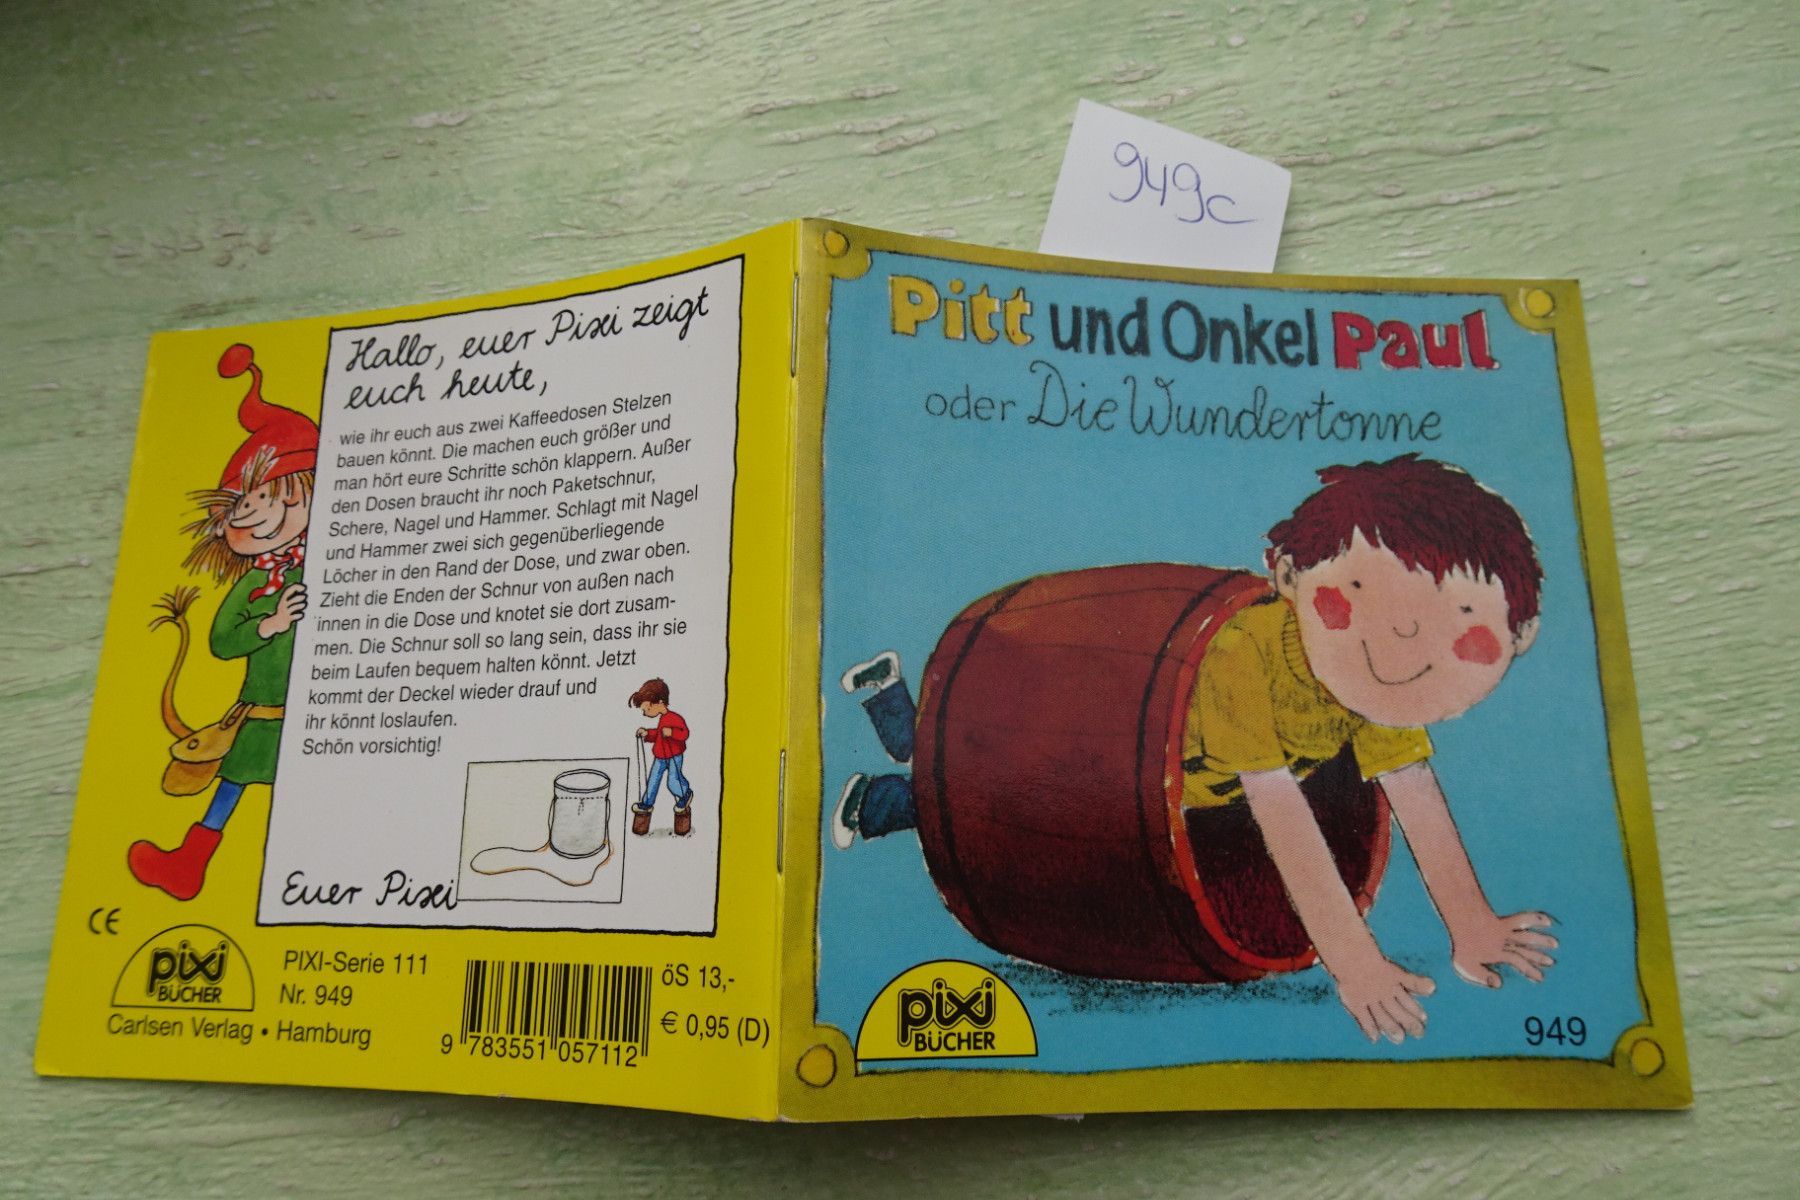 949c
Hallo, euer Pixi zeigt
euch heute,
wie ihr euch aus zwei Kaffeedosen Stelzen
bauen könnt. Die machen euch größer und
man hört eure Schritte schön klappern. Außer
den Dosen braucht ihr noch Paketschnur,
Schere, Nagel und Hammer. Schlagt mit Nagel
und Hammer zwei sich gegenüberliegende
Löcher in den Rand der Dose, und zwar oben.
Zieht die Enden der Schnur von außen nach
innen in die Dose und knotet sie dort zusam-
men. Die Schnur soll so lang sein, dass ihr sie
beim Laufen bequem halten könnt. Jetzt
kommt der Deckel wieder drauf und
ihr könnt loslaufen.
Schön vorsichtig!
Euer Pixi
CE
pixi
BÜCHER
PIXI-Serie 111
Nr. 949
Carlsen Verlag • Hamburg
9 783551 057112
öS 13,-
€ 0,95 (D)
Pitt und Onkel Paul
oder Die Wundertonne
pixi
BÜCHER
949